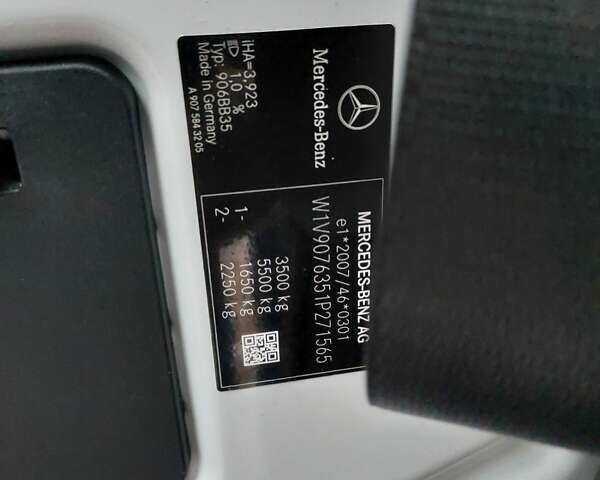 Mercedes-Benz
iHA=3,923
1,0 %
Typ: 906BB35
Made in Germany
A 907 584 32 05
MERCEDES-BENZ AG
e1*2007/46*0301
W1V9076351P271565
3500 kg
5500 kg
1- 1650 kg
2- 2250 kg